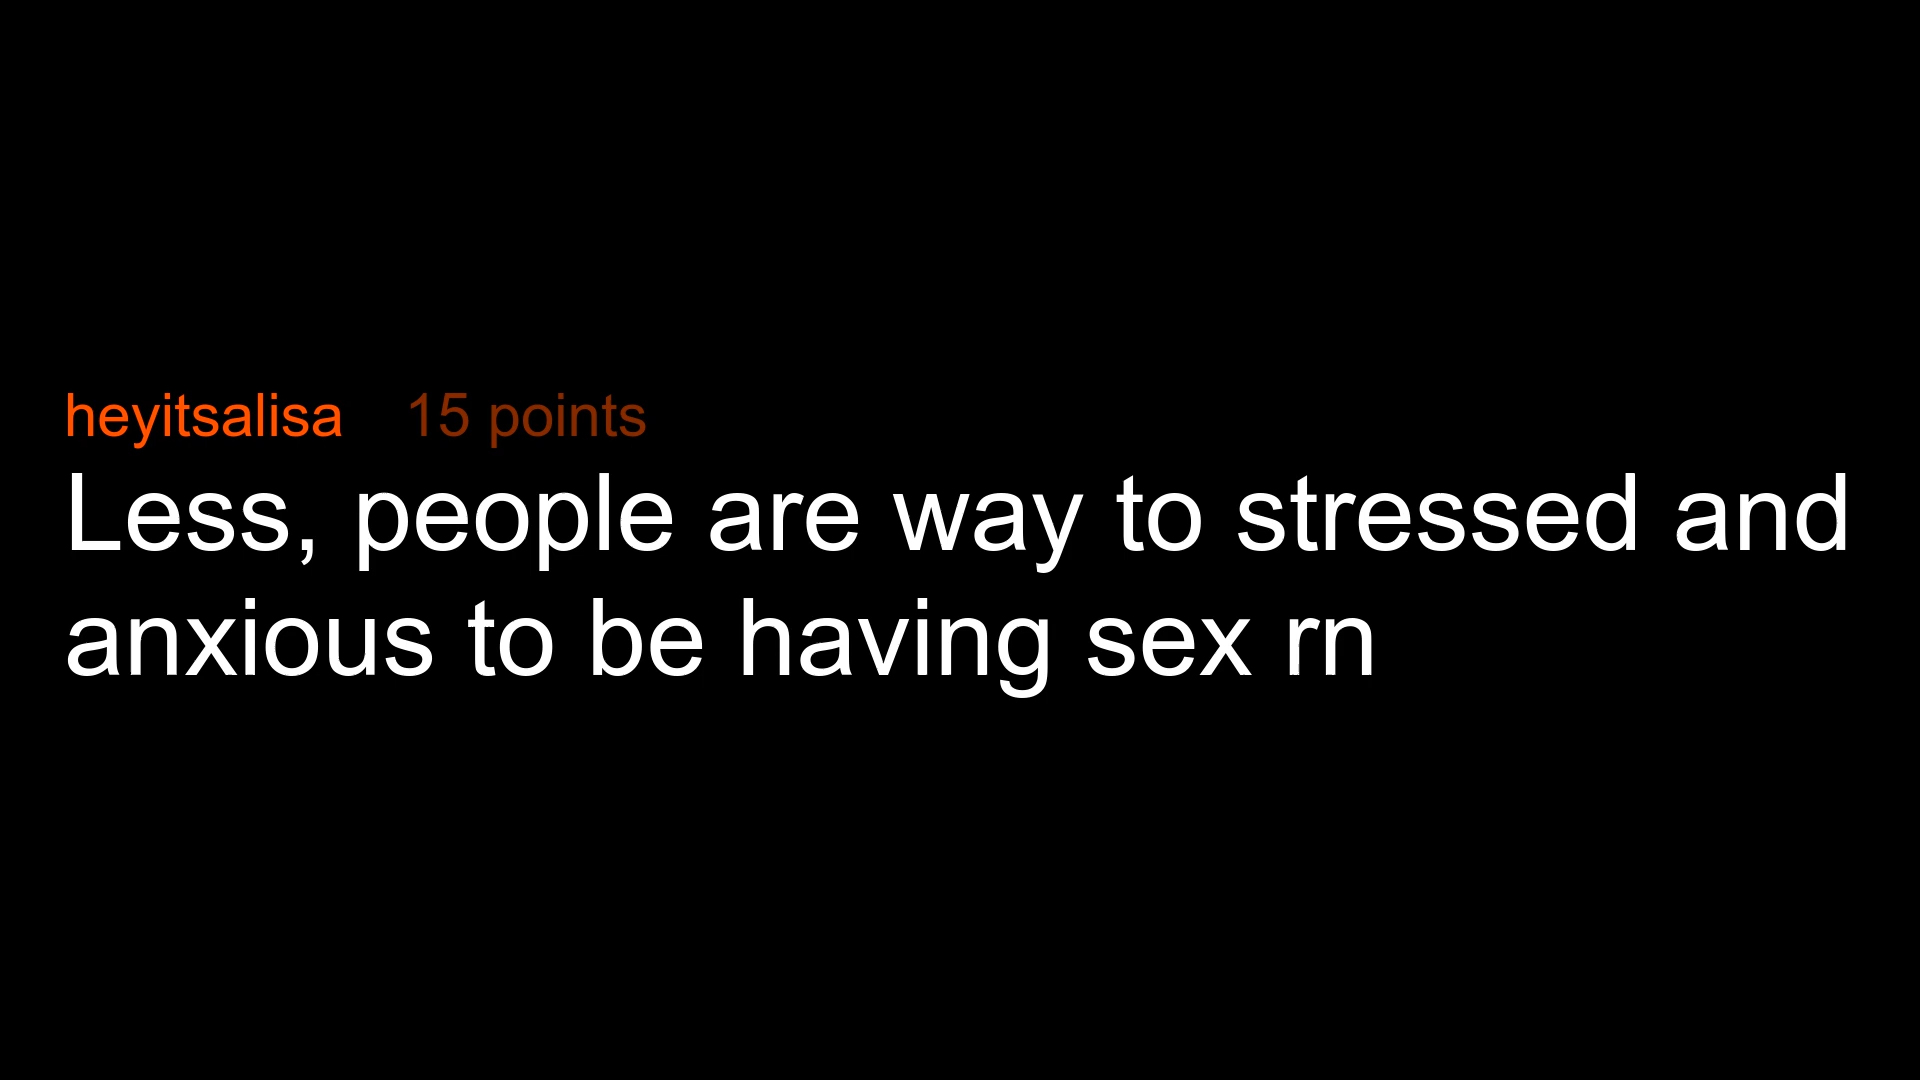 heyitsalisa 15 points
Less, people are way to stressed and
anxious to be having sex rn